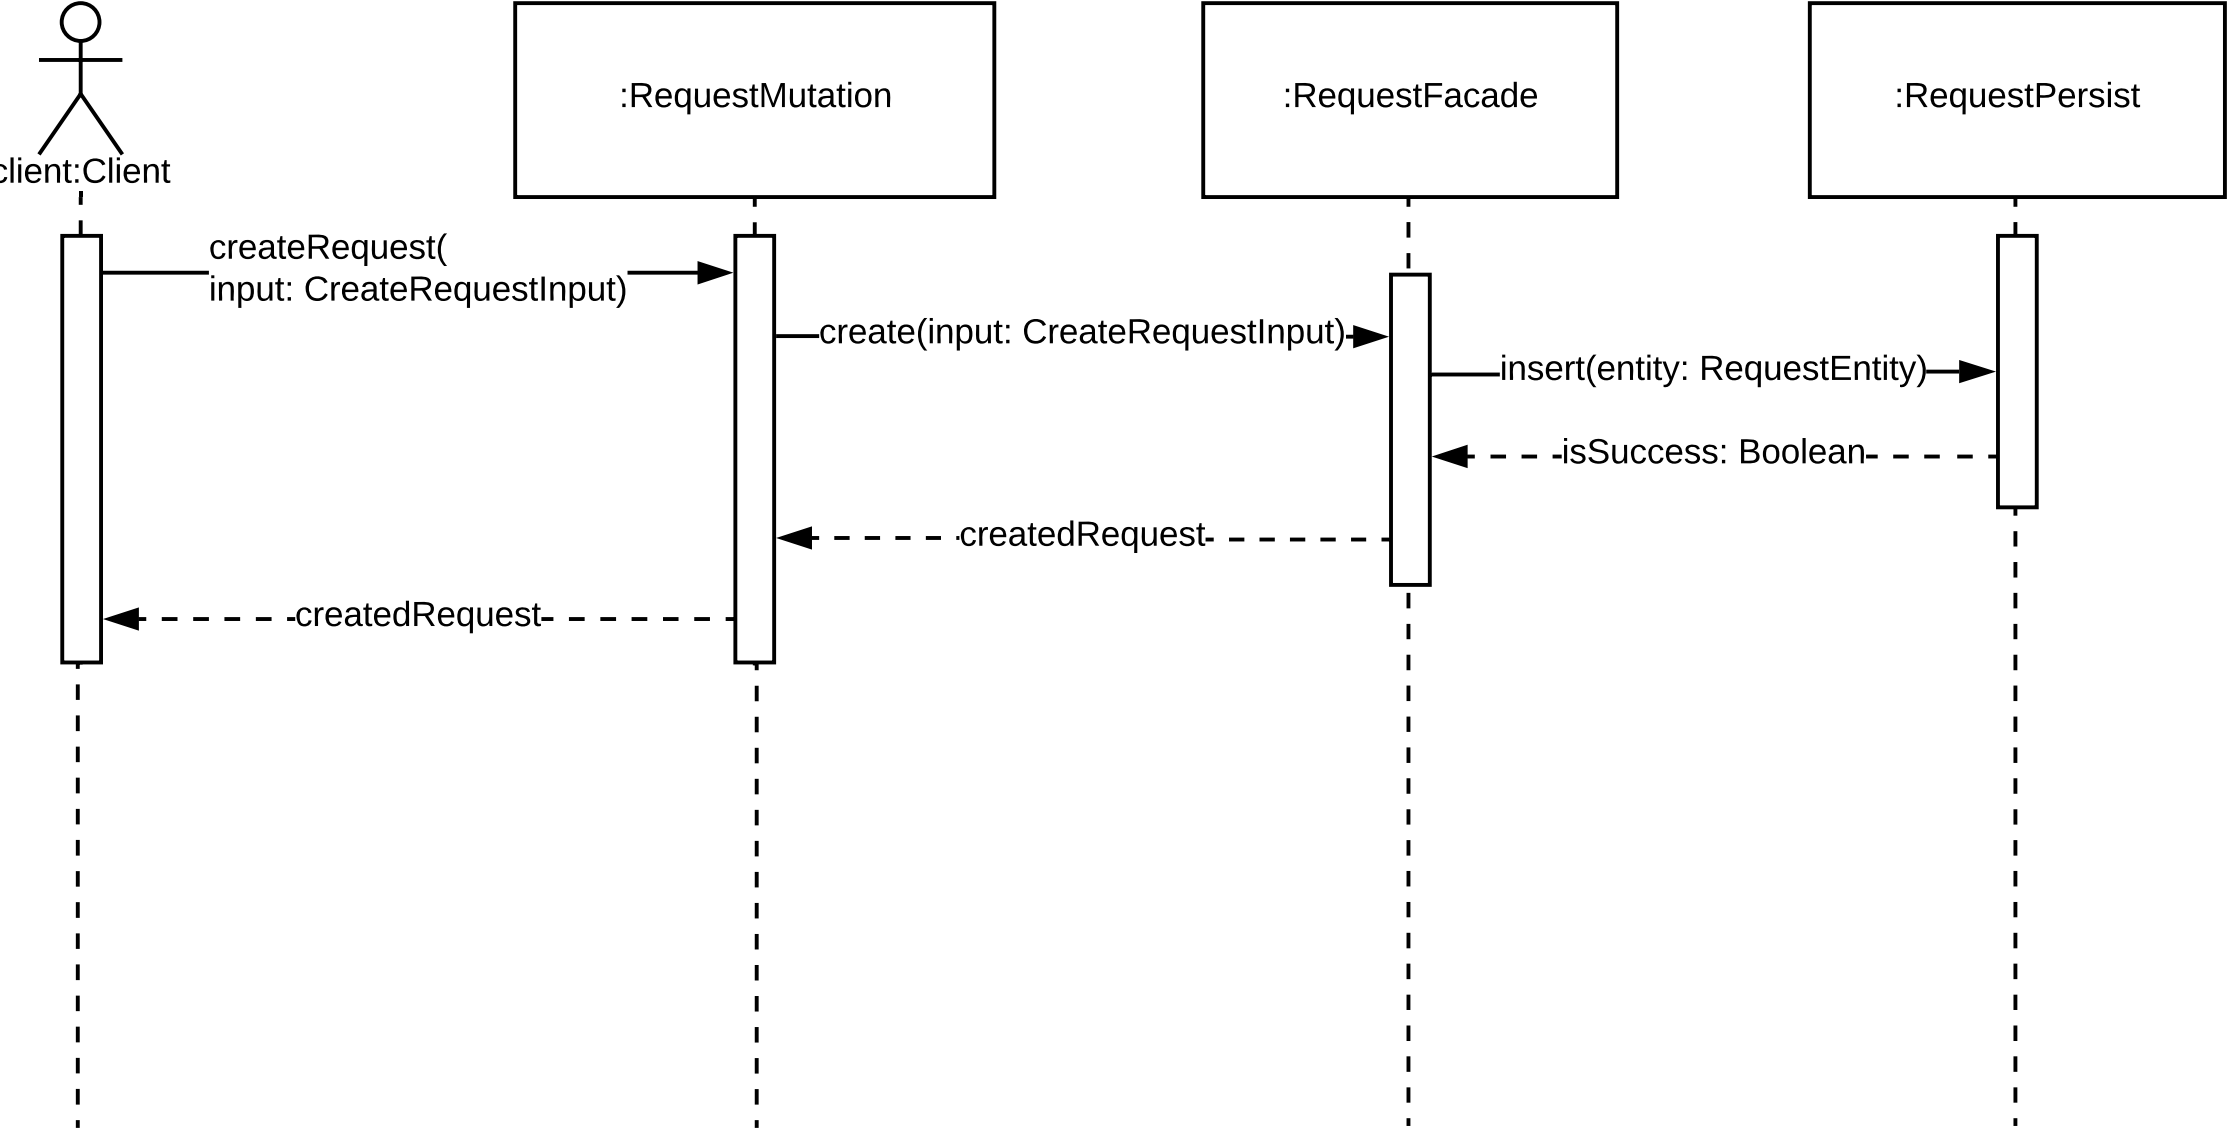 client:Client
:RequestMutation
:RequestFacade
:RequestPersist
createRequest(
input: CreateRequestInput)
create(input: CreateRequestInput)
insert(entity: RequestEntity)
isSuccess: Boolean
createdRequest
createdRequest